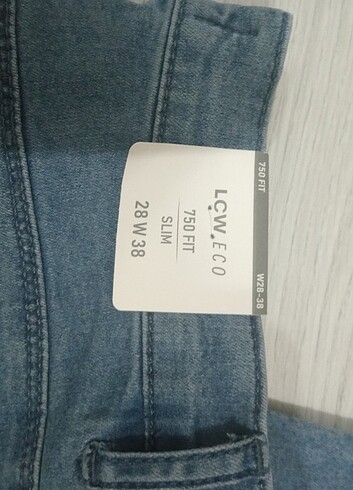 750 FIT
W28-38
LCW. ECO
750 FIT
SLIM
28 W 38